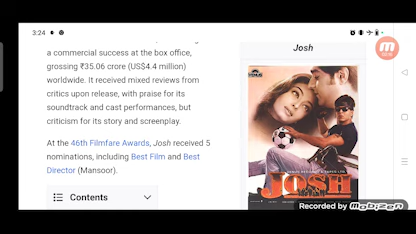 3:24
a commercial success at the box office,
grossing ₹35.06 crore (US$4.4 million)
worldwide. It received mixed reviews from
critics upon release, with praise for its
soundtrack and cast performances, but
criticism for its story and screenplay.
At the 46th Filmfare Awards, Josh received 5
nominations, including Best Film and Best
Director (Mansoor).
Contents
Josh
VENUS
JOSH
Recorded by MOBIZEN